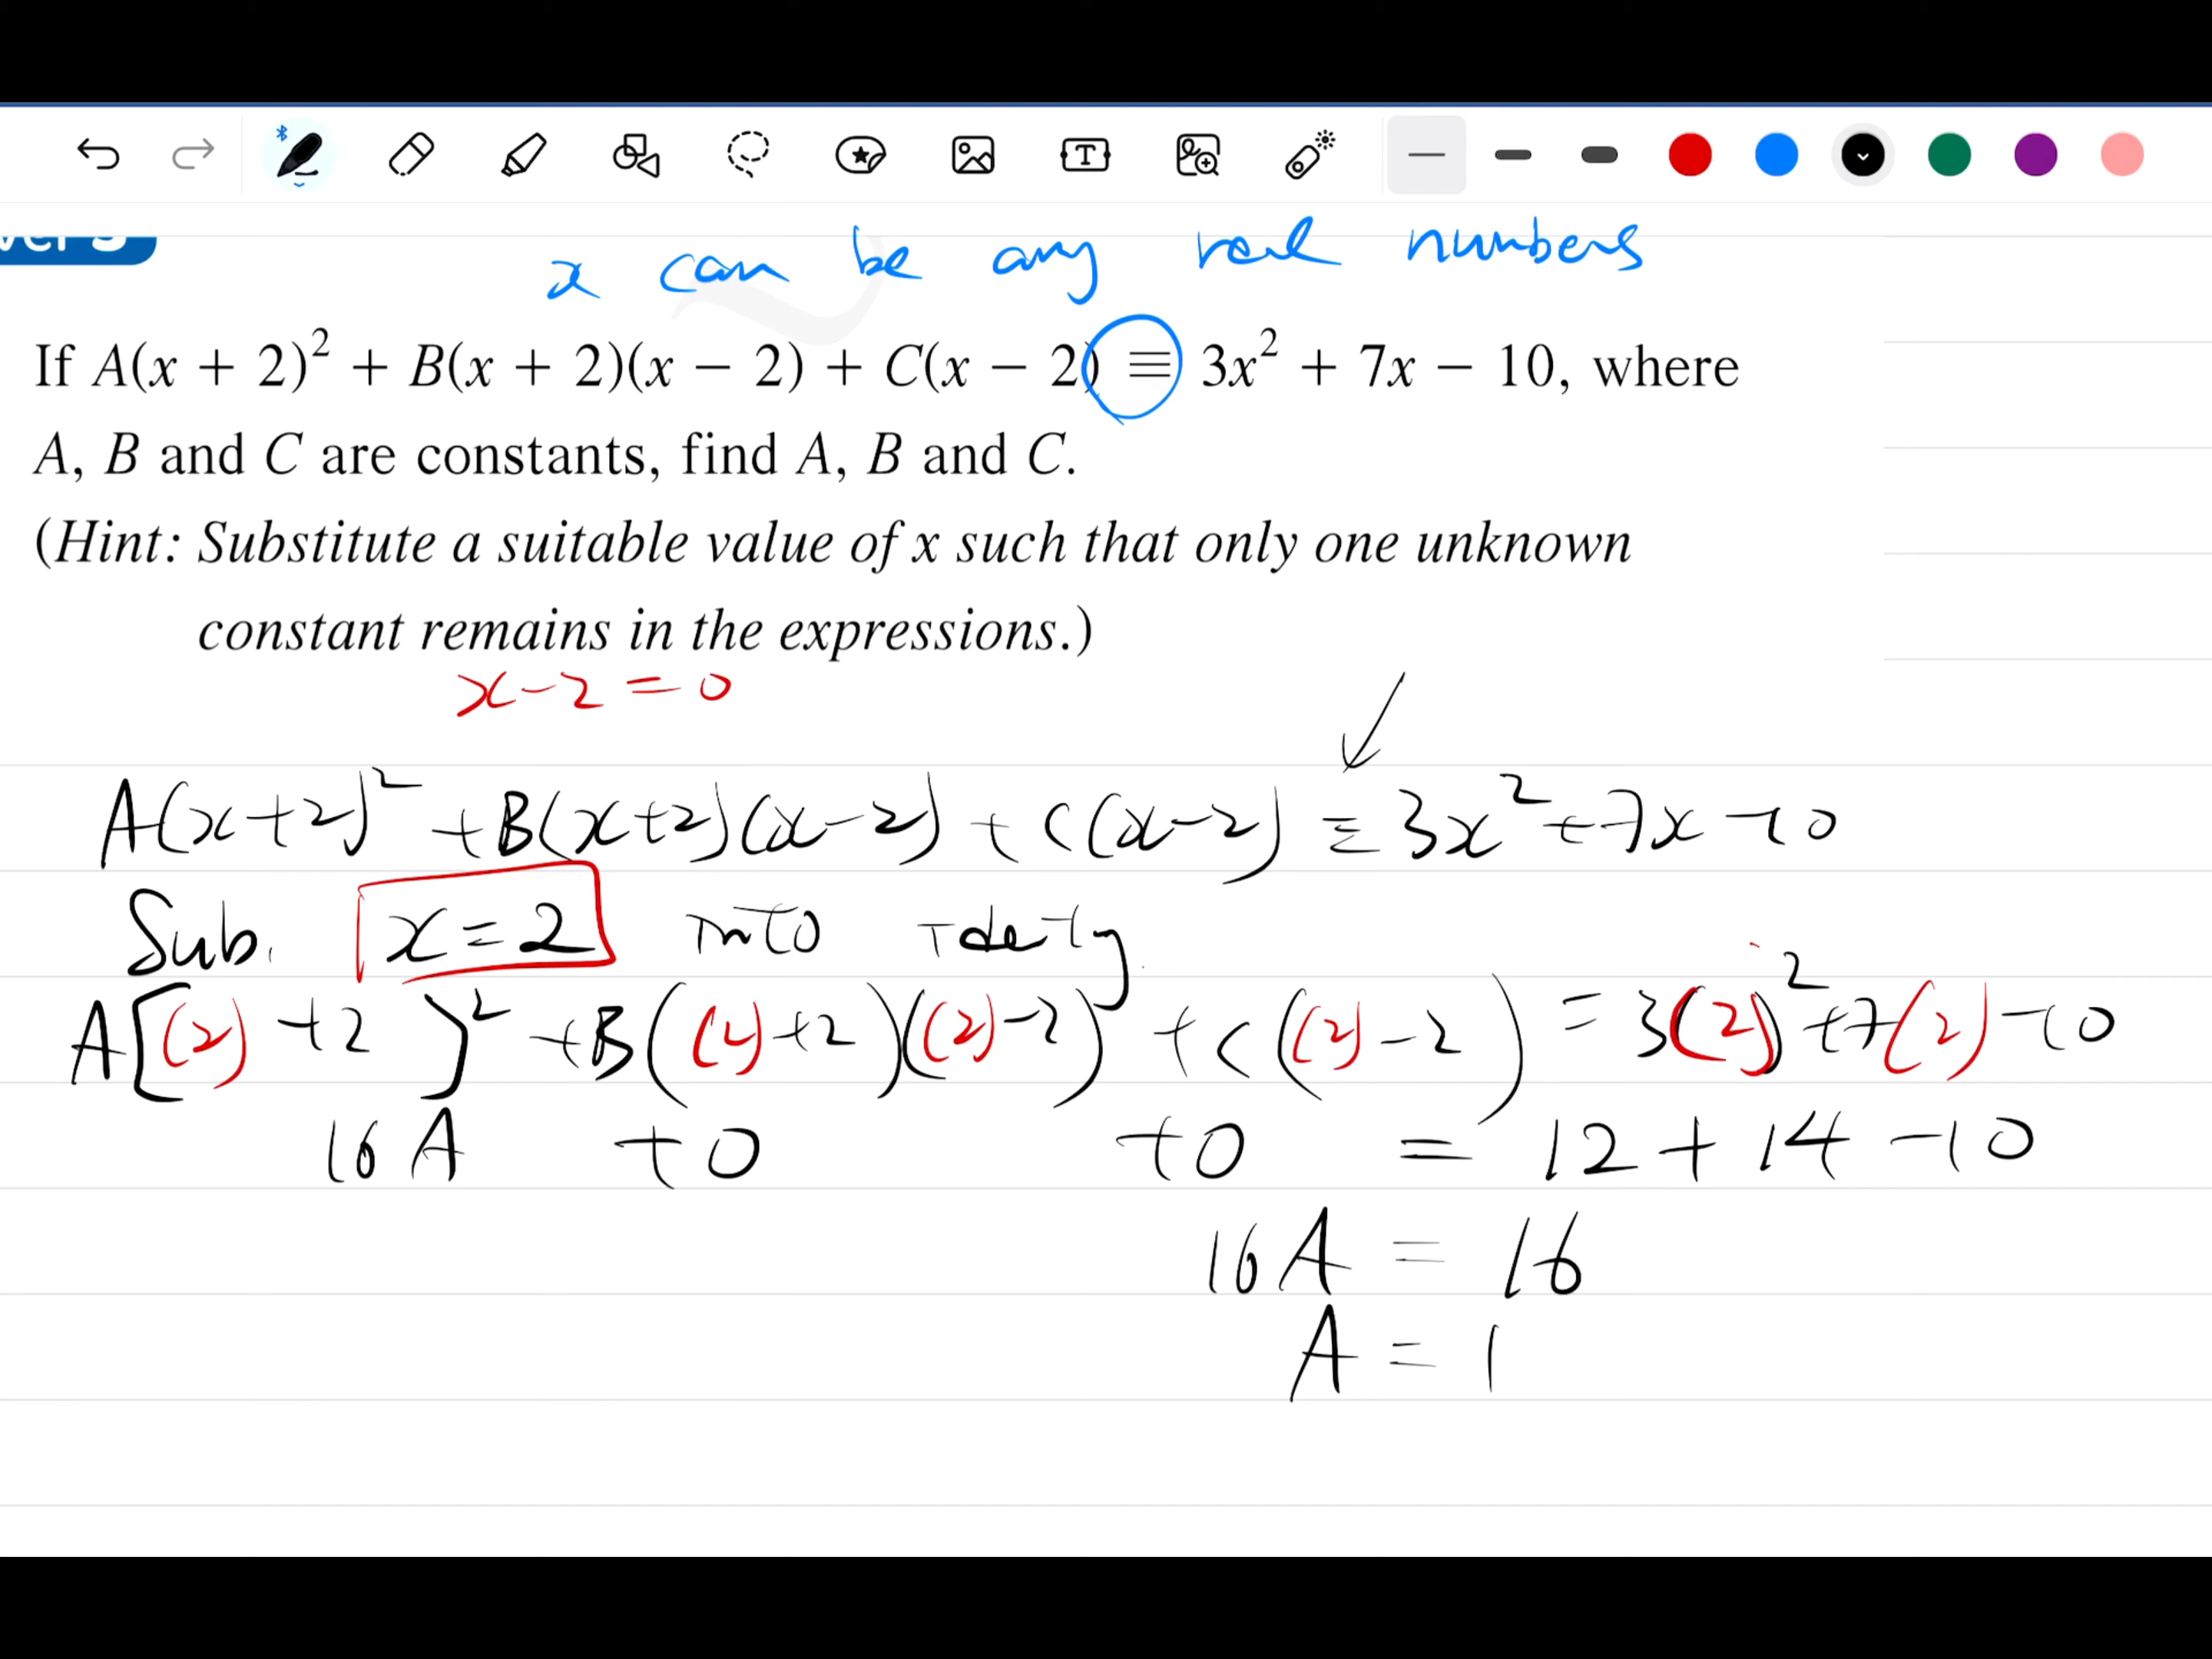 x can be any real numbers
If A(x + 2)² + B(x + 2)(x − 2) + C(x − 2) ≡ 3x² + 7x − 10, where
A, B and C are constants, find A, B and C.
(Hint: Substitute a suitable value of x such that only one unknown
constant remains in the expressions.)
x−2=0
A(x+2)² +B(x+2)(x−2) + C(x−2) ≡ 3x²+7x−10
Sub. x=2 into
A[(2)+2]² +B((2)+2)((2)−2) +C((2)−2) = 3(2)²+7(2)−10
16A +0 +0 = 12+14−10
16A = 16
A = 1